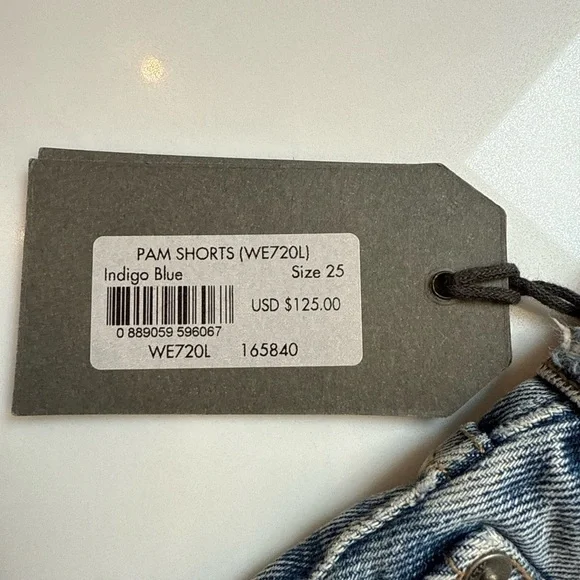 PAM SHORTS (WE720L)
Indigo Blue Size 25
USD $125.00
0 889059 596067
WE720L 165840